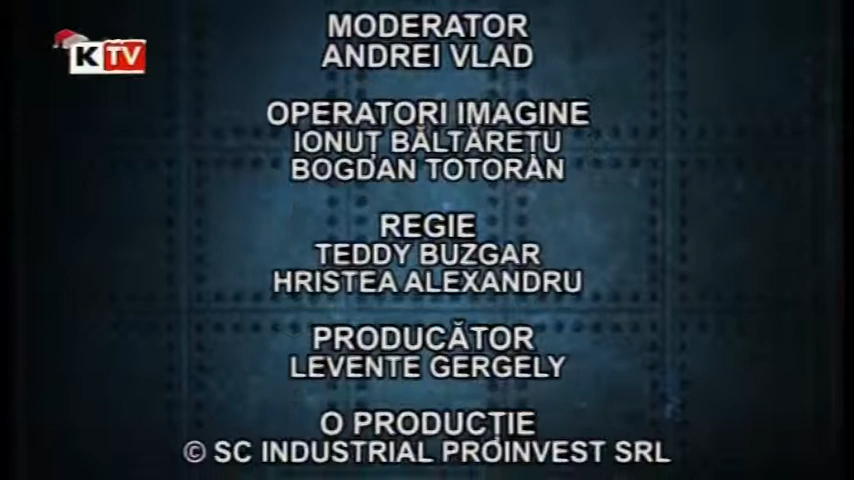 K TV
MODERATOR
ANDREI VLAD
OPERATORI IMAGINE
IONUȚ BĂLTĂREȚU
BOGDAN TOTORAN
REGIE
TEDDY BUZGAR
HRISTEA ALEXANDRU
PRODUCĂTOR
LEVENTE GERGELY
O PRODUCȚIE
© SC INDUSTRIAL PROINVEST SRL